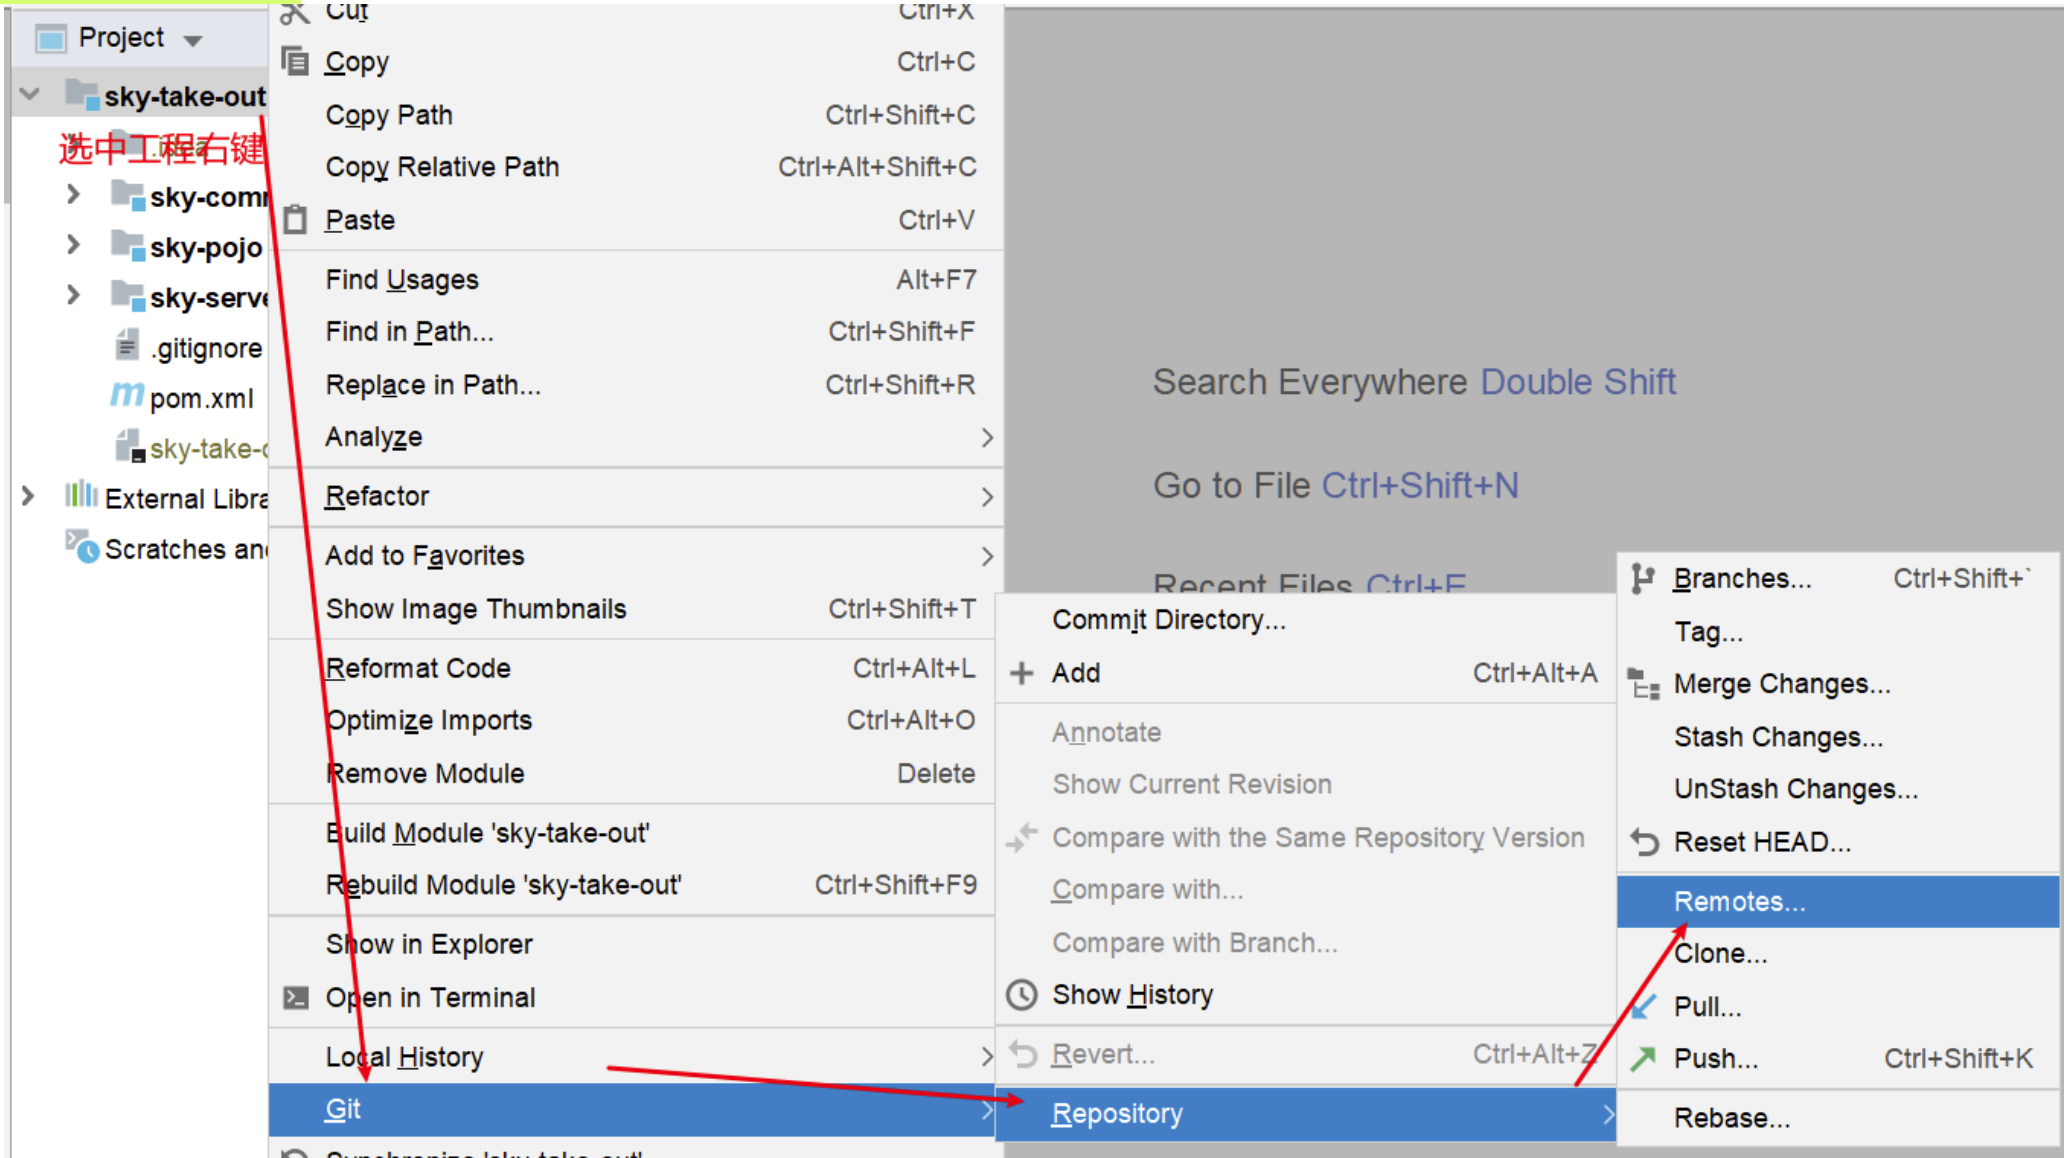 Project
sky-take-out
选中工程右键
sky-com
sky-pojo
sky-serve
.gitignore
pom.xml
sky-take-
External Libra
Scratches an
Cut Ctrl+X
Copy Ctrl+C
Copy Path Ctrl+Shift+C
Copy Relative Path Ctrl+Alt+Shift+C
Paste Ctrl+V
Find Usages Alt+F7
Find in Path... Ctrl+Shift+F
Replace in Path... Ctrl+Shift+R
Analyze
Refactor
Add to Favorites
Show Image Thumbnails Ctrl+Shift+T
Reformat Code Ctrl+Alt+L
Optimize Imports Ctrl+Alt+O
Remove Module Delete
Build Module 'sky-take-out'
Rebuild Module 'sky-take-out' Ctrl+Shift+F9
Show in Explorer
Open in Terminal
Local History
Git
Synchronize 'sky-take-out'
Search Everywhere Double Shift
Go to File Ctrl+Shift+N
Recent Files Ctrl+E
Commit Directory...
Add Ctrl+Alt+A
Annotate
Show Current Revision
Compare with the Same Repository Version
Compare with...
Compare with Branch...
Show History
Revert... Ctrl+Alt+Z
Repository
Branches... Ctrl+Shift+`
Tag...
Merge Changes...
Stash Changes...
UnStash Changes...
Reset HEAD...
Remotes...
Clone...
Pull...
Push... Ctrl+Shift+K
Rebase...